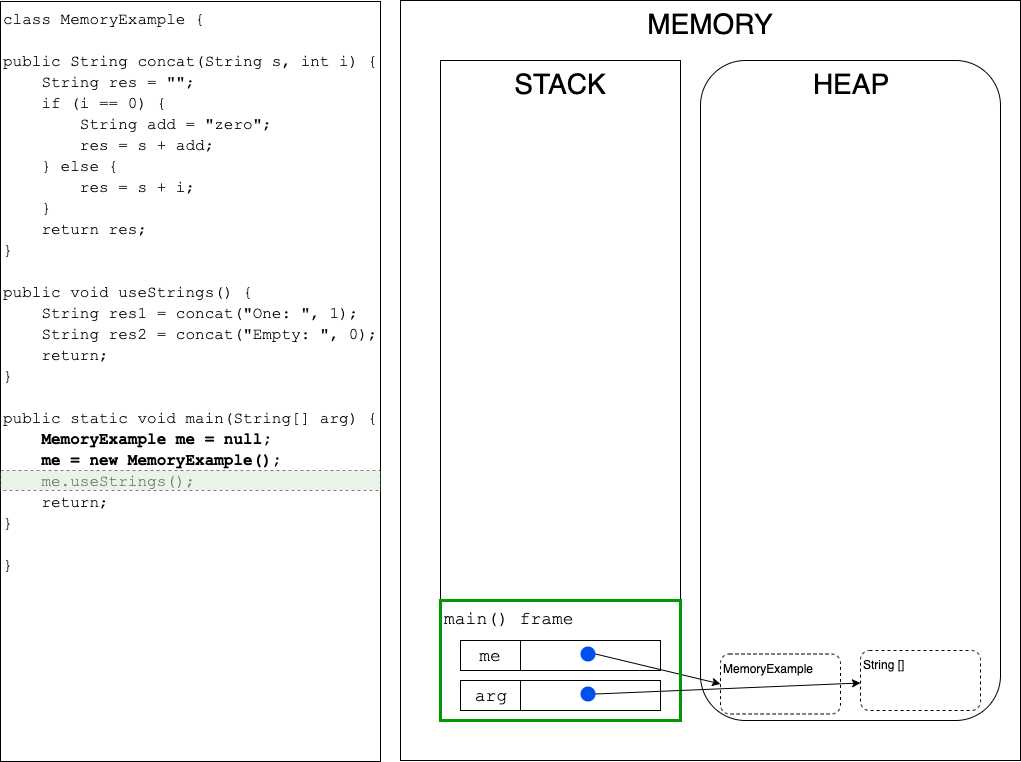 class MemoryExample {
public String concat(String s, int i) {
    String res = "";
    if (i == 0) {
        String add = "zero";
        res = s + add;
    } else {
        res = s + i;
    }
    return res;
}
public void useStrings() {
    String res1 = concat("One: ", 1);
    String res2 = concat("Empty: ", 0);
    return;
}
public static void main(String[] arg) {
    MemoryExample me = null;
    me = new MemoryExample();
    me.useStrings();
    return;
}
}
MEMORY
STACK
HEAP
main() frame
me
arg
MemoryExample
String []